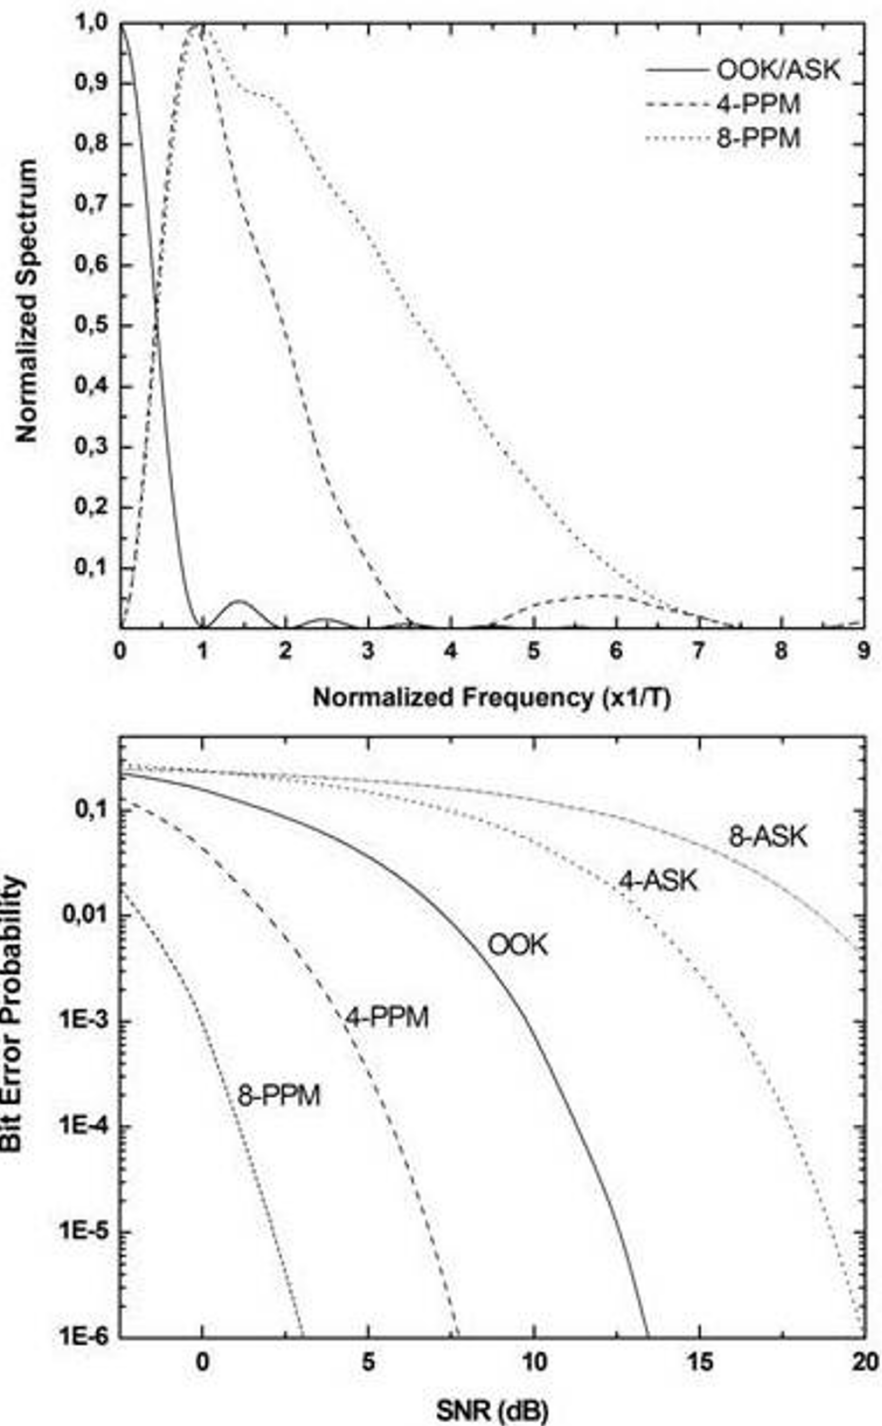 1,0
0,9
0,8
0,7
0,6
0,5
0,4
0,3
0,2
0,1
Normalized Spectrum
OOK/ASK
4-PPM
8-PPM
0 1 2 3 4 5 6 7 8 9
Normalized Frequency (x1/T)
0,1
0,01
1E-3
1E-4
1E-5
1E-6
Bit Error Probability
8-ASK
4-ASK
OOK
4-PPM
8-PPM
0 5 10 15 20
SNR (dB)